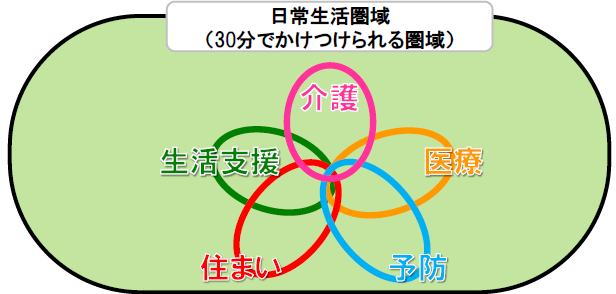 日常生活圏域
（30分でかけつけられる圏域）
介護
生活支援
医療
住まい
予防